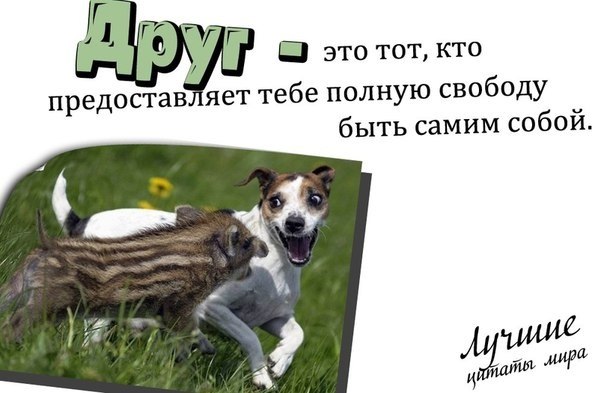 Друг - это тот, кто
предоставляет тебе полную свободу
быть самим собой.
Лучшие
цитаты мира